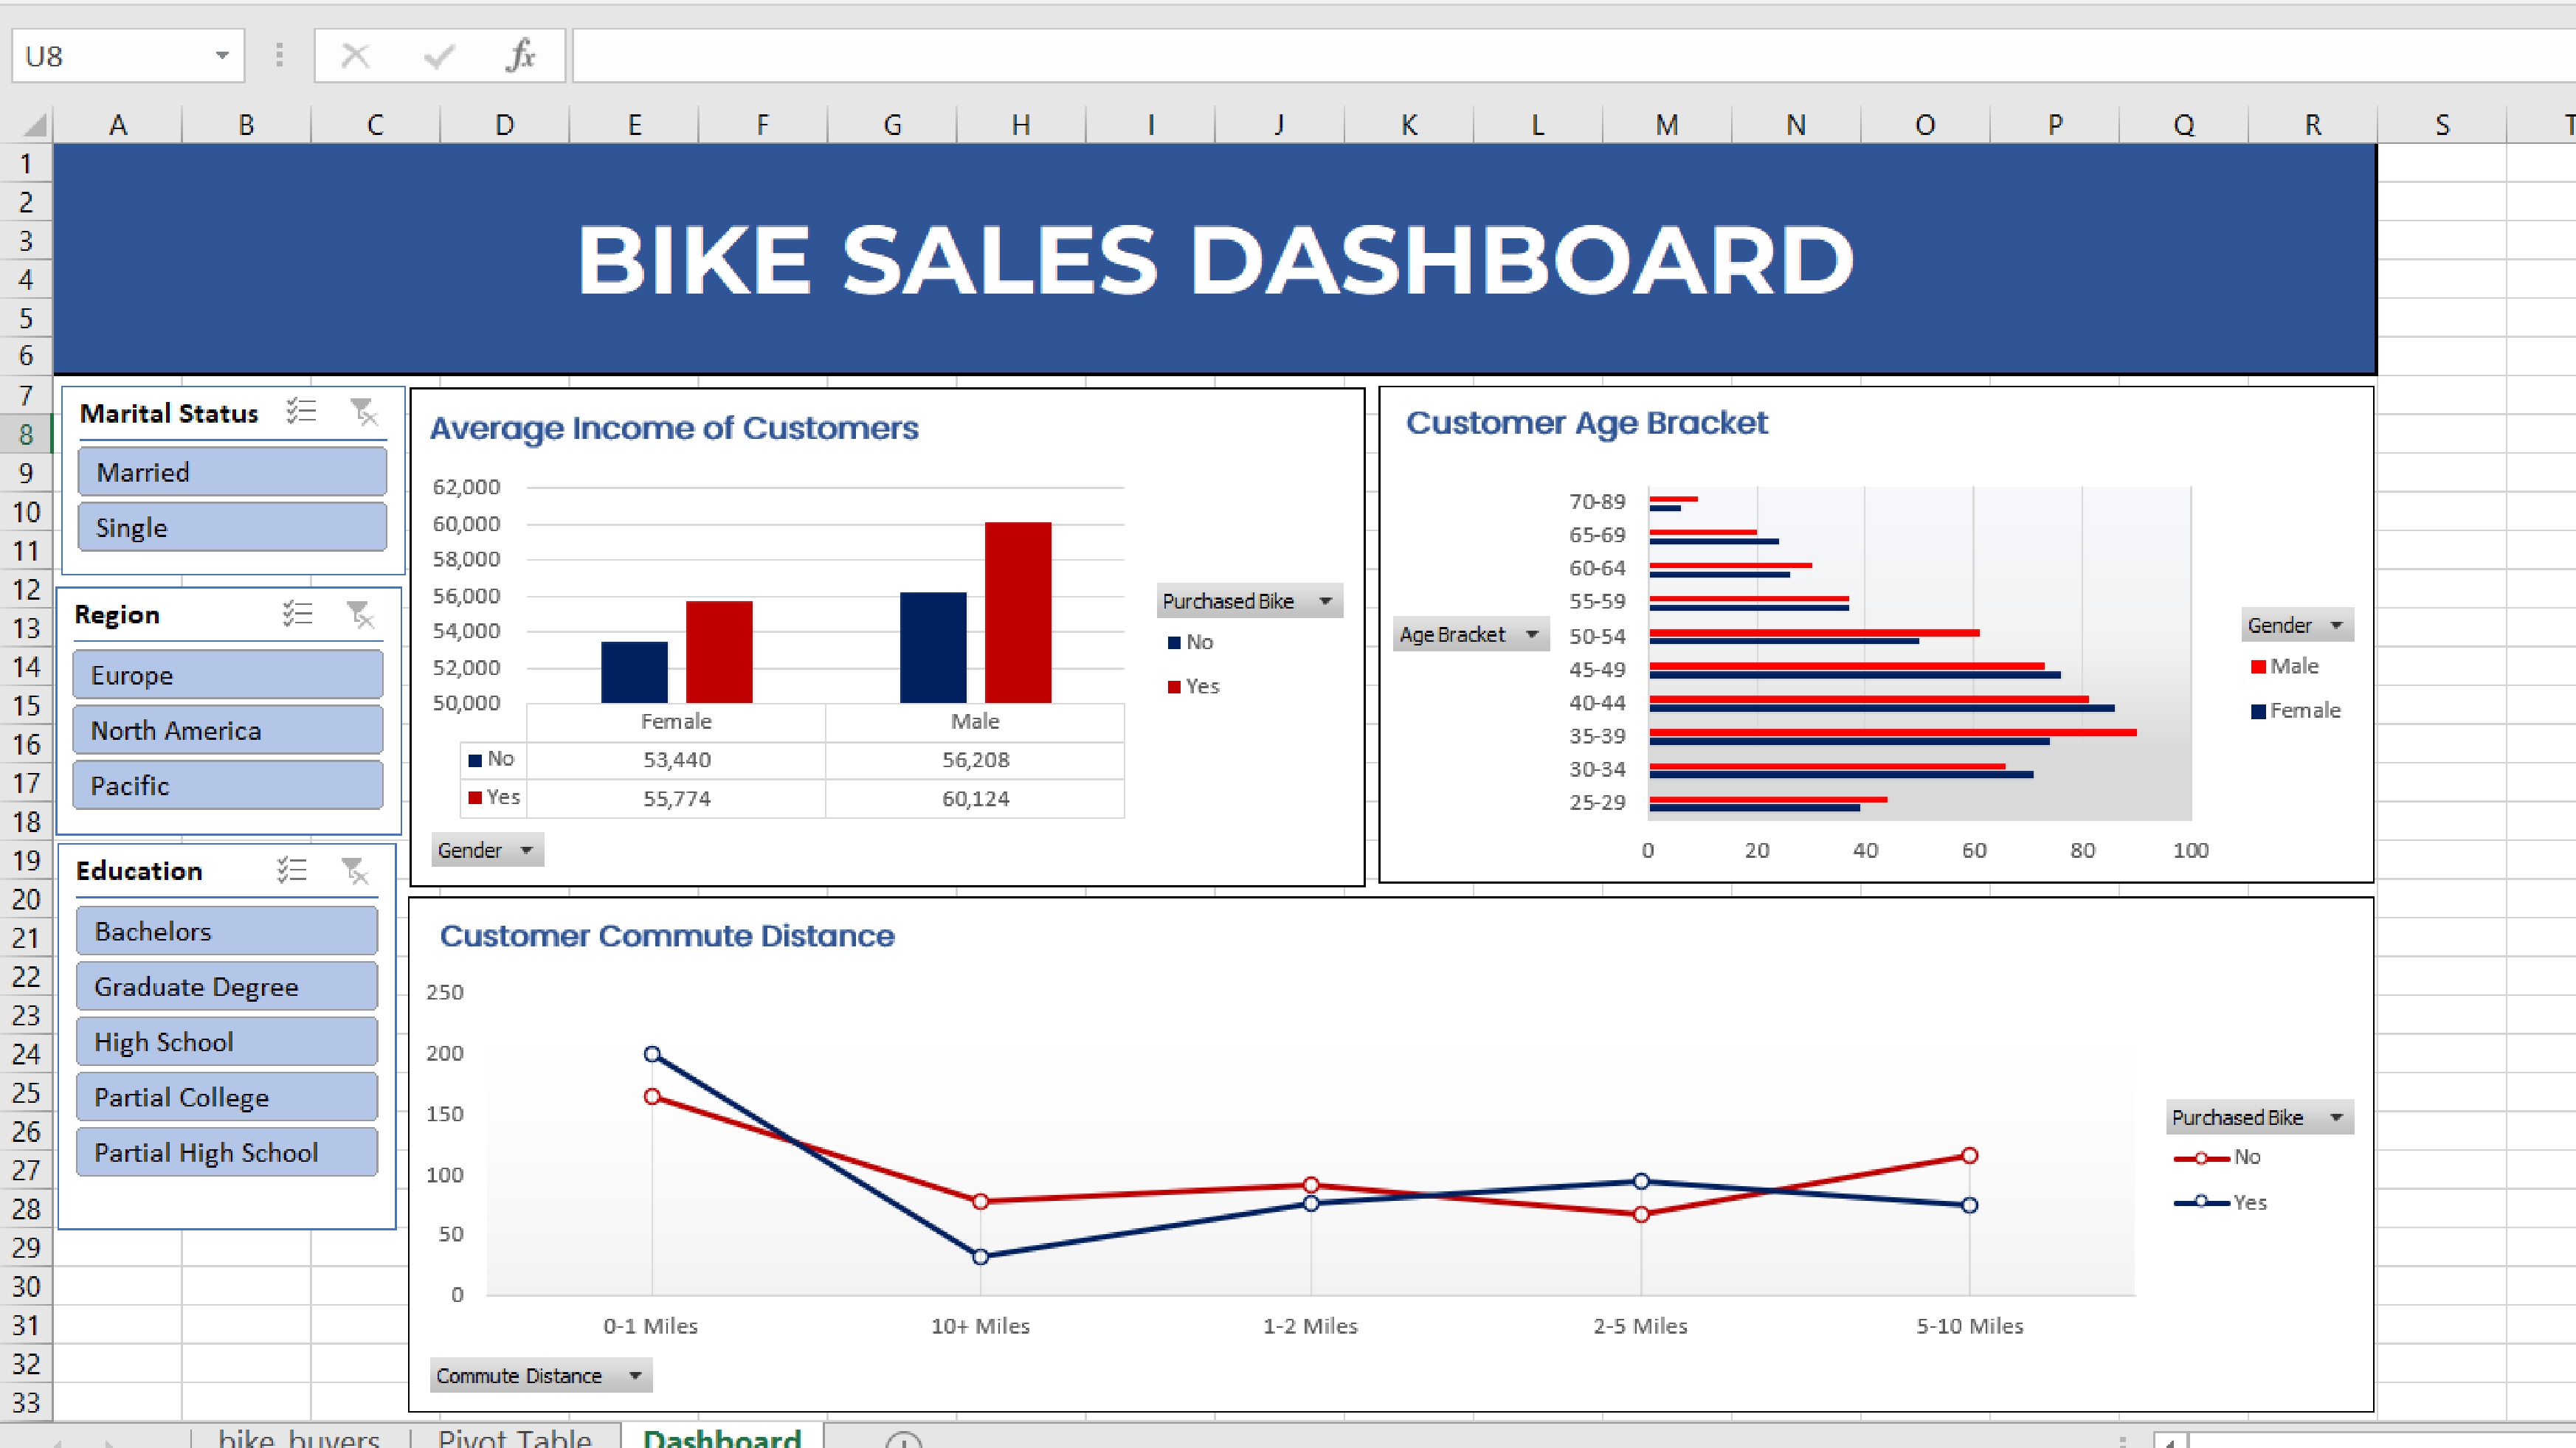 U8
fx
A B C D E F G H I J K L M N O P Q R S T
1
2
3
4
5
6
7
8
9
10
11
12
13
14
15
16
17
18
19
20
21
22
23
24
25
26
27
28
29
30
31
32
33
BIKE SALES DASHBOARD
Marital Status
Married
Single
Region
Europe
North America
Pacific
Education
Bachelors
Graduate Degree
High School
Partial College
Partial High School
Average Income of Customers
62,000
60,000
58,000
56,000
54,000
52,000
50,000
Female Male
No 53,440 56,208
Yes 55,774 60,124
Gender
Purchased Bike
No
Yes
Customer Age Bracket
Age Bracket
70-89
65-69
60-64
55-59
50-54
45-49
40-44
35-39
30-34
25-29
0 20 40 60 80 100
Gender
Male
Female
Customer Commute Distance
250
200
150
100
50
0
0-1 Miles 10+ Miles 1-2 Miles 2-5 Miles 5-10 Miles
Commute Distance
Purchased Bike
No
Yes
bike_buyers Pivot Table Dashboard